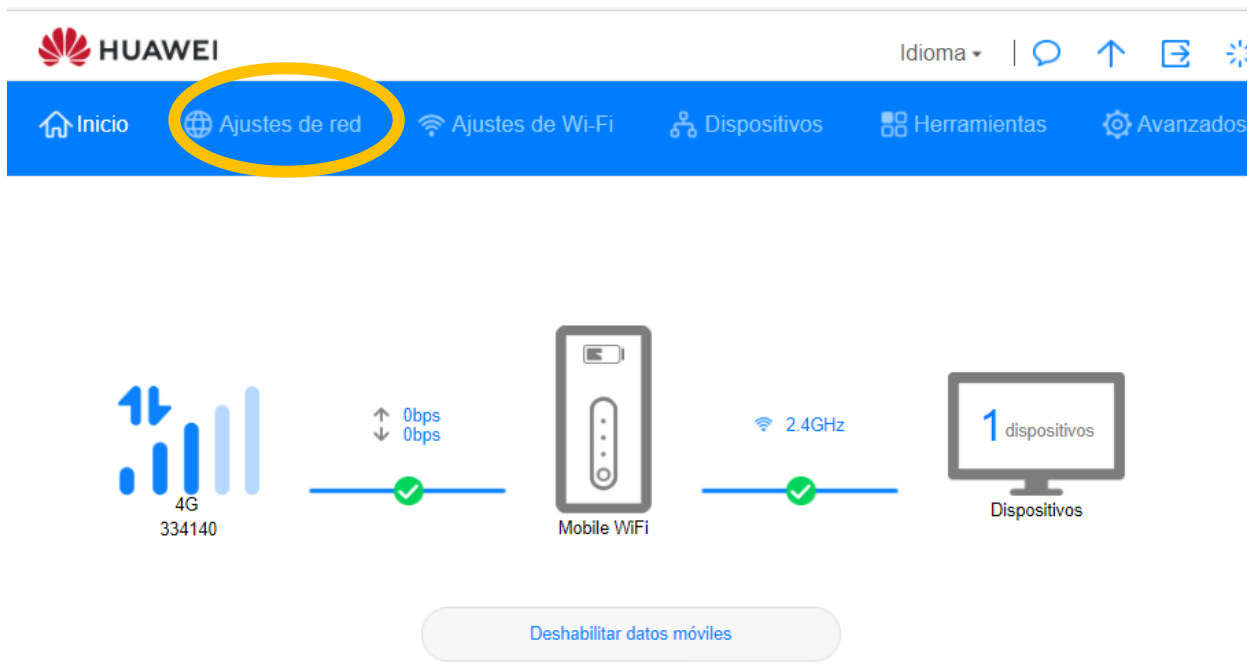 HUAWEI
Idioma
Inicio
Ajustes de red
Ajustes de Wi-Fi
Dispositivos
Herramientas
Avanzados
0bps
0bps
2.4GHz
1 dispositivos
4G
334140
Mobile WiFi
Dispositivos
Deshabilitar datos móviles